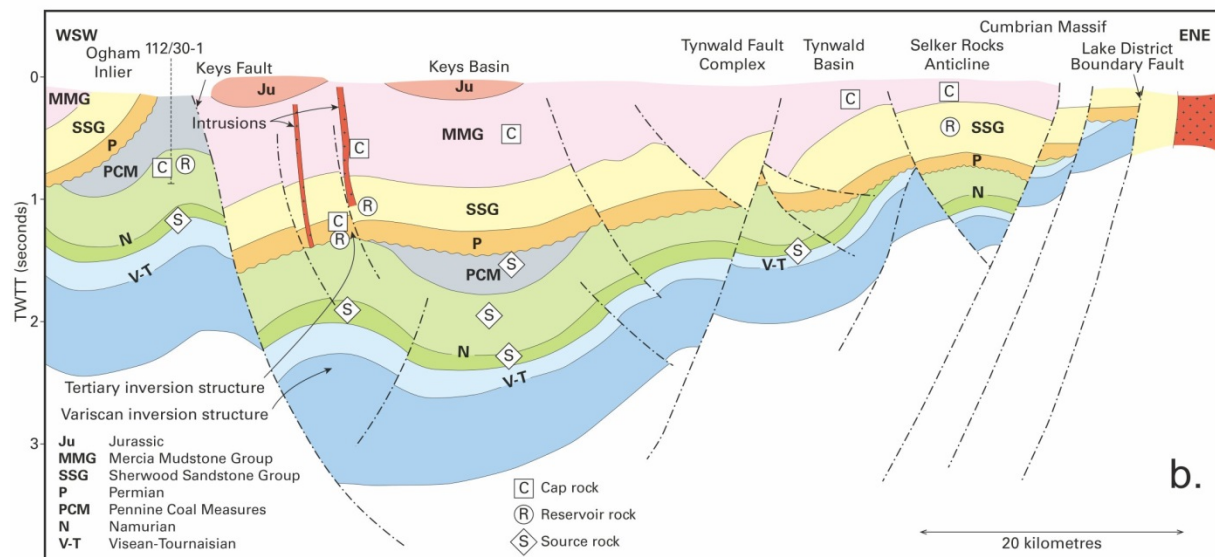 WSW
Ogham
Inlier
112/30-1
Keys Fault
Keys Basin
Tynwald Fault
Complex
Tynwald
Basin
Cumbrian Massif
Selker Rocks
Anticline
Lake District
Boundary Fault
ENE
0
1
2
3
TWTT (seconds)
MMG
SSG
P
PCM
C
R
S
N
V-T
Ju
Intrusions
C
R
C
R
S
Ju
MMG
C
SSG
P
PCM
S
S
N
S
V-T
C
S
V-T
C
R
SSG
P
N
Tertiary inversion structure
Variscan inversion structure
Ju Jurassic
MMG Mercia Mudstone Group
SSG Sherwood Sandstone Group
P Permian
PCM Pennine Coal Measures
N Namurian
V-T Visean-Tournaisian
C Cap rock
R Reservoir rock
S Source rock
b.
20 kilometres